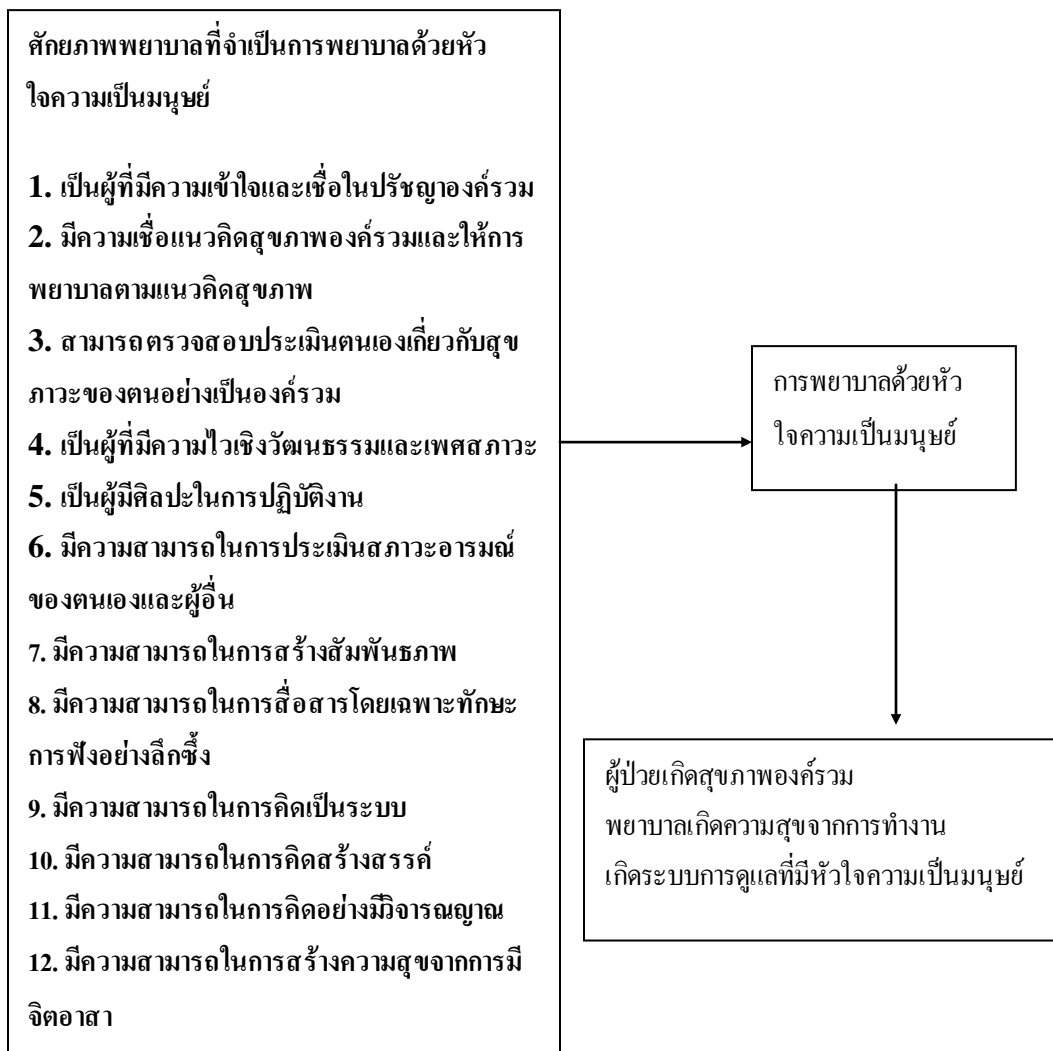 ศักยภาพพยาบาลที่จำเป็นการพยาบาลด้วยหัว
ใจความเป็นมนุษย์
1. เป็นผู้ที่มีความเข้าใจและเชื่อในปรัชญาองค์รวม
2. มีความเชื่อแนวคิดสุขภาพองค์รวมและให้การ
พยาบาลตามแนวคิดสุขภาพ
3. สามารถตรวจสอบประเมินตนเองเกี่ยวกับสุข
ภาวะของตนอย่างเป็นองค์รวม
4. เป็นผู้ที่มีความไวเชิงวัฒนธรรมและเพศสภาวะ
5. เป็นผู้มีศิลปะในการปฏิบัติงาน
6. มีความสามารถในการประเมินสภาวะอารมณ์
ของตนเองและผู้อื่น
7. มีความสามารถในการสร้างสัมพันธภาพ
8. มีความสามารถในการสื่อสารโดยเฉพาะทักษะ
การฟังอย่างลึกซึ้ง
9. มีความสามารถในการคิดเป็นระบบ
10. มีความสามารถในการคิดสร้างสรรค์
11. มีความสามารถในการคิดอย่างมีวิจารณญาณ
12. มีความสามารถในการสร้างความสุขจากการมี
จิตอาสา
การพยาบาลด้วยหัว
ใจความเป็นมนุษย์
ผู้ป่วยเกิดสุขภาพองค์รวม
พยาบาลเกิดความสุขจากการทำงาน
เกิดระบบการดูแลที่มีหัวใจความเป็นมนุษย์